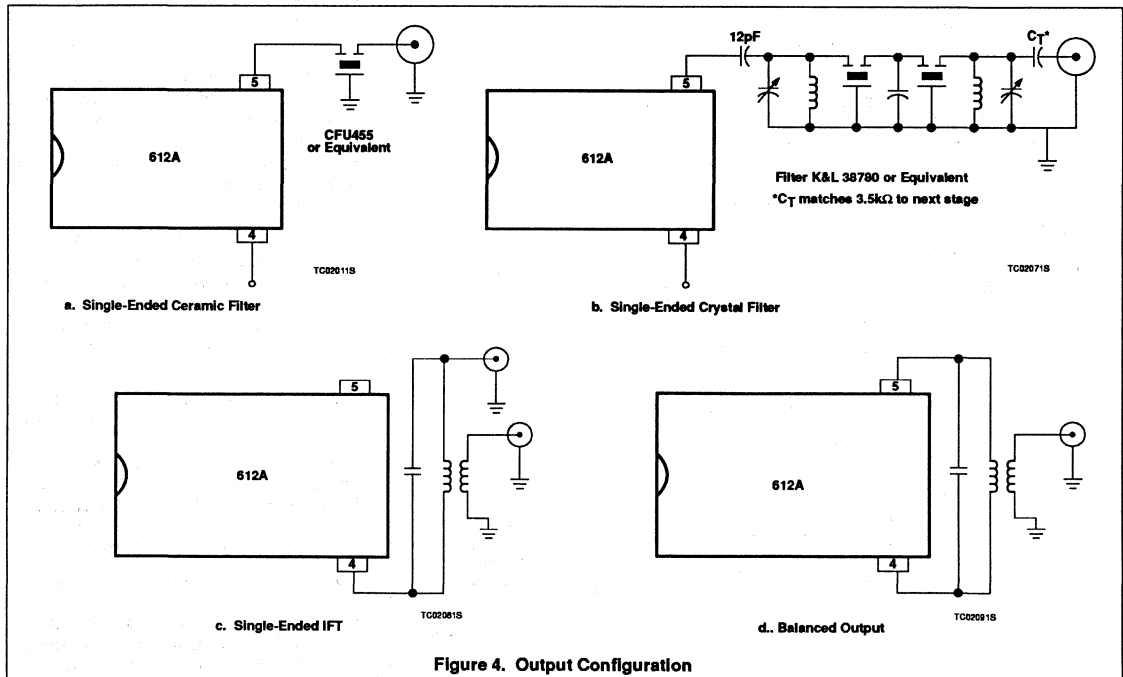 5
612A
4
CFU455
or Equivalent
TC02011S
a. Single-Ended Ceramic Filter
12pF
CT*
5
612A
4
Filter K&L 38780 or Equivalent
*CT matches 3.5kΩ to next stage
TC02071S
b. Single-Ended Crystal Filter
5
612A
4
TC02081S
c. Single-Ended IFT
5
612A
4
TC02091S
d.. Balanced Output
Figure 4. Output Configuration